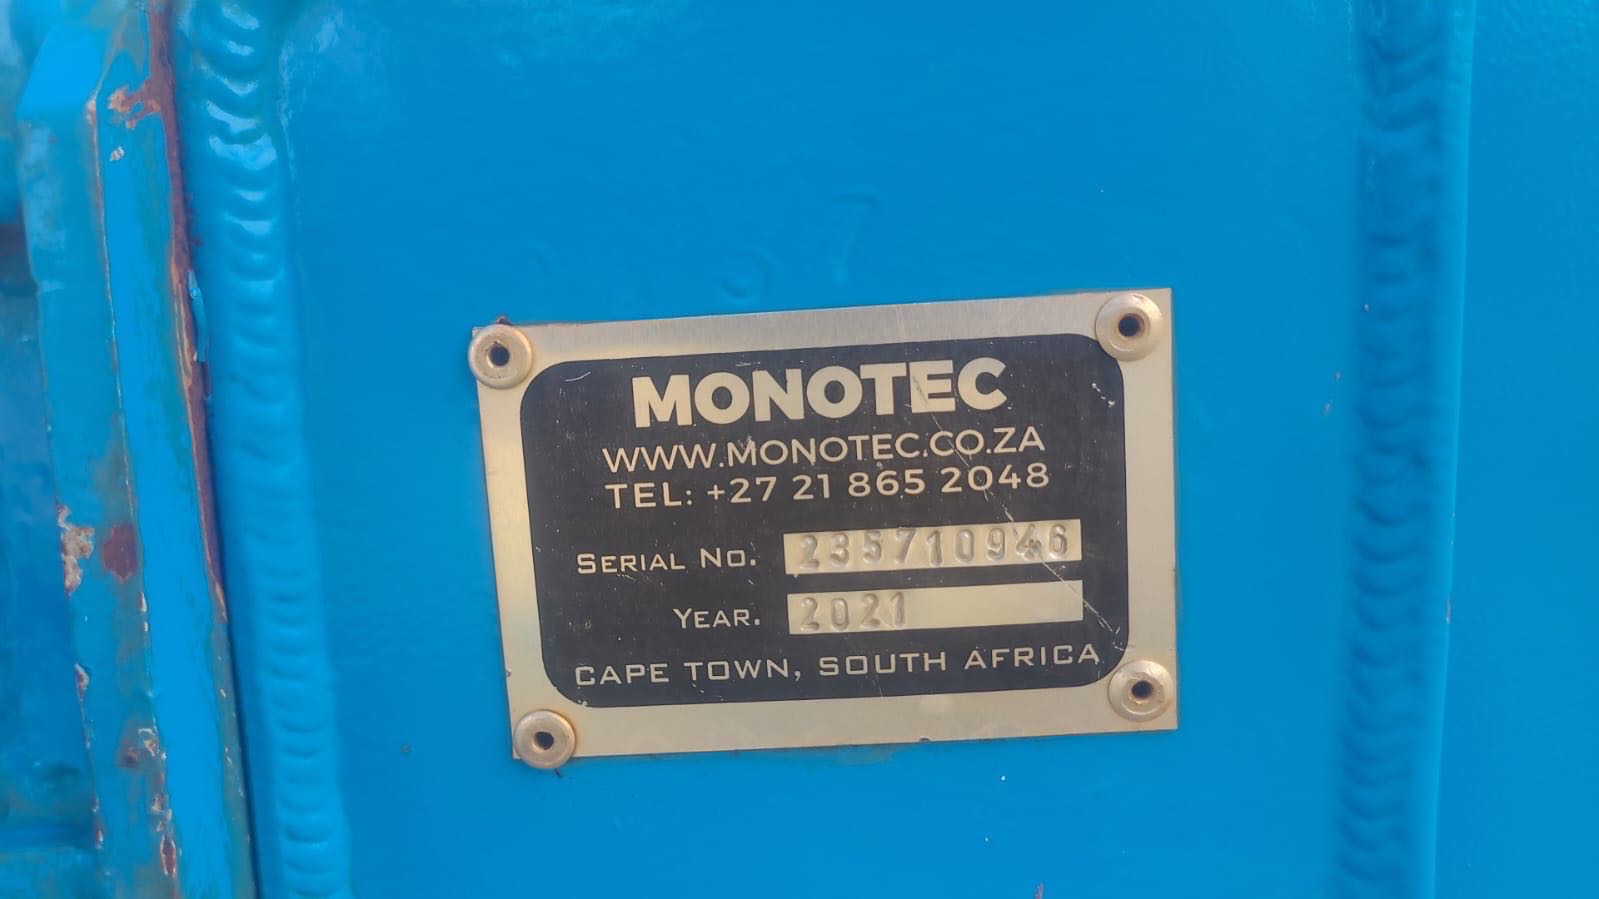 MONOTEC
WWW.MONOTEC.CO.ZA
TEL: +27 21 865 2048
SERIAL NO. 235710946
YEAR. 2021
CAPE TOWN, SOUTH AFRICA